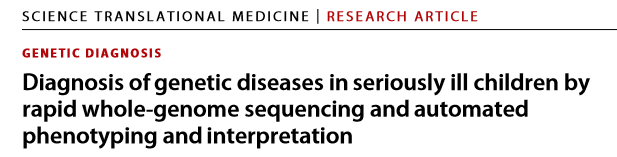 SCIENCE TRANSLATIONAL MEDICINE | RESEARCH ARTICLE
GENETIC DIAGNOSIS
Diagnosis of genetic diseases in seriously ill children by
rapid whole-genome sequencing and automated
phenotyping and interpretation